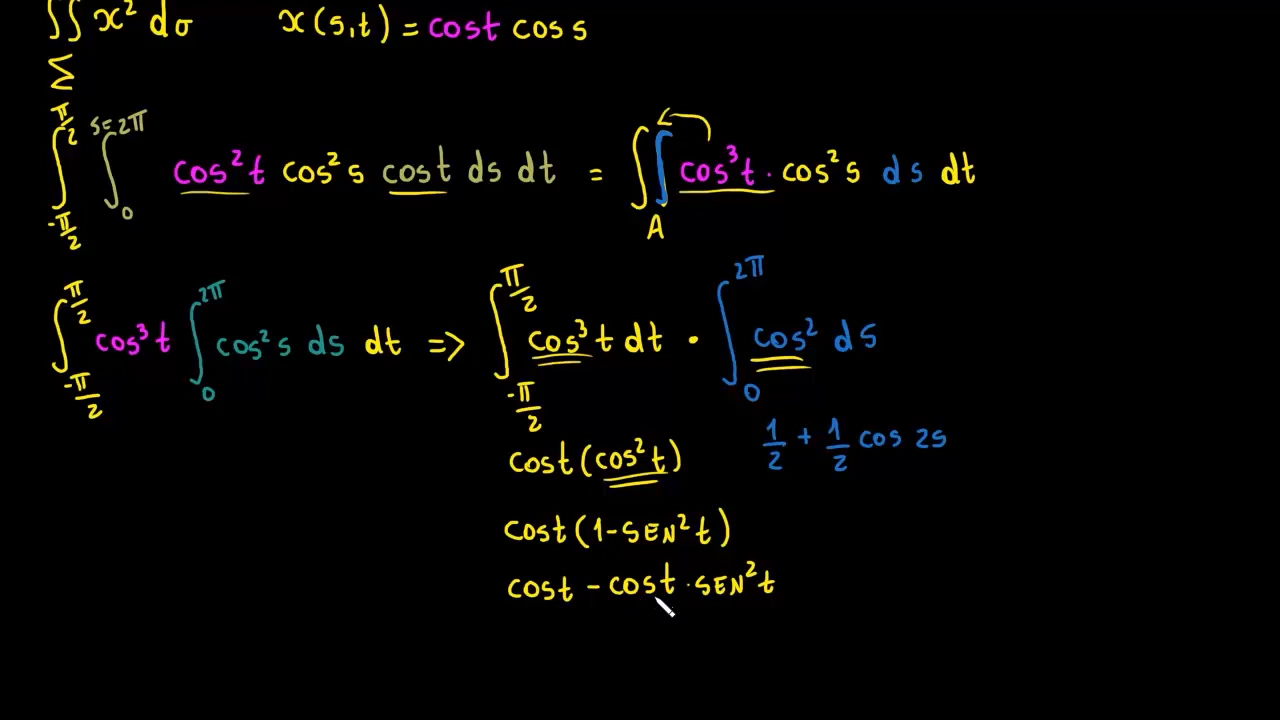 ∬ x² dσ x(s,t) = cost cos s
Σ
∫_{-π/2}^{π/2} ∫_0^{s=2π} cos²t cos²s cost ds dt = ∫∫_A cos³t · cos²s ds dt
∫_{-π/2}^{π/2} cos³t ∫_0^{2π} cos²s ds dt => ∫_{-π/2}^{π/2} cos³t dt · ∫_0^{2π} cos² ds
cost (cos²t) 1/2 + 1/2 cos 2s
cost (1-SEN²t)
cost - cost · SEN²t